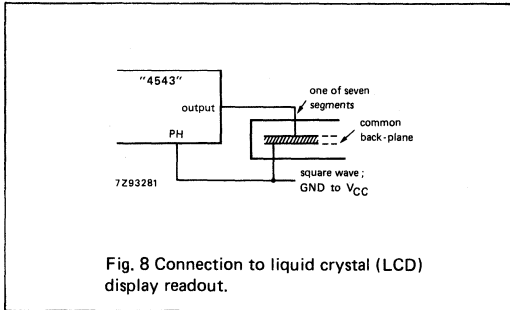 "4543"
output
PH
one of seven
segments
common
back-plane
7Z93281
square wave;
GND to VCC
Fig. 8 Connection to liquid crystal (LCD)
display readout.